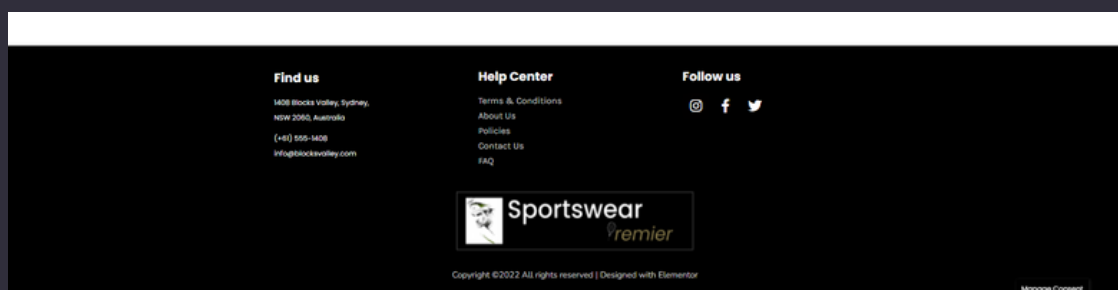 Find us
1408 Blocks Valley, Sydney,
NSW 2060, Australia
(+61) 555-1408
info@blocksvalley.com
Help Center
Terms & Conditions
About Us
Policies
Contact Us
FAQ
Follow us
Sportswear
Premier
Copyright ©2022 All rights reserved | Designed with Elementor
Manage Consent